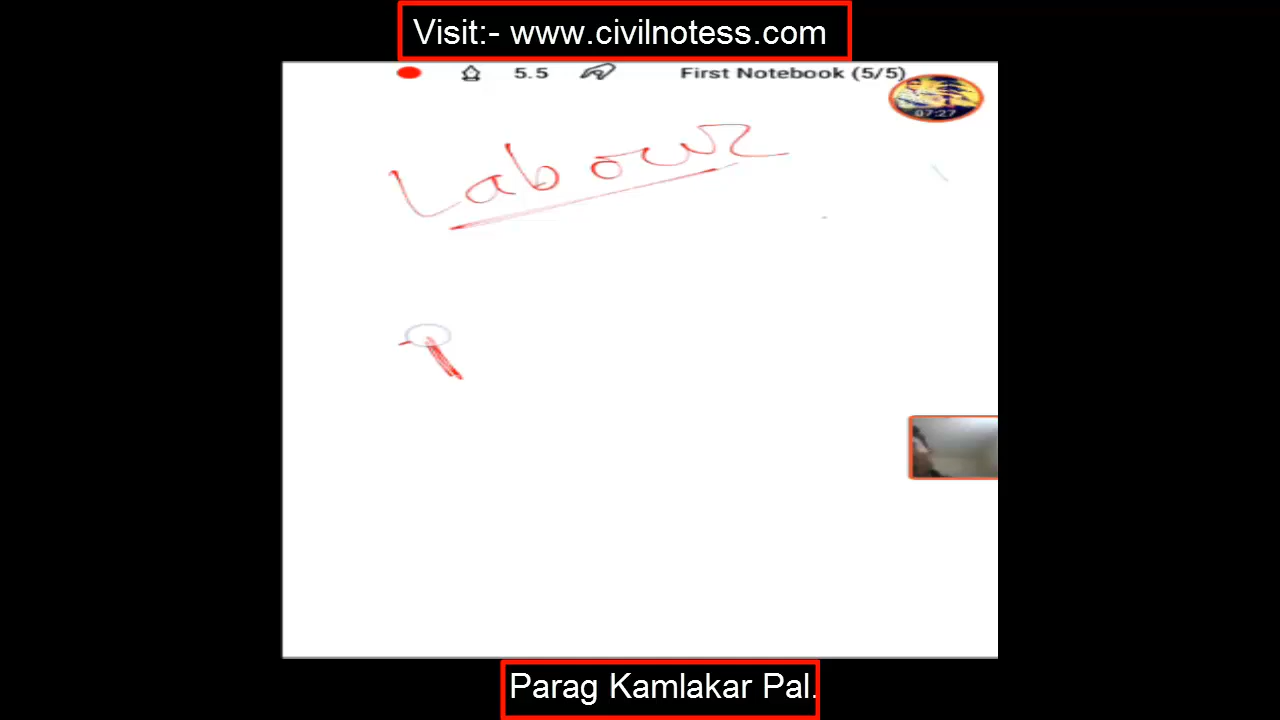 Visit:- www.civilnotess.com
5.5 First Notebook (5/5)
07:27
Labour
Parag Kamlakar Pal.